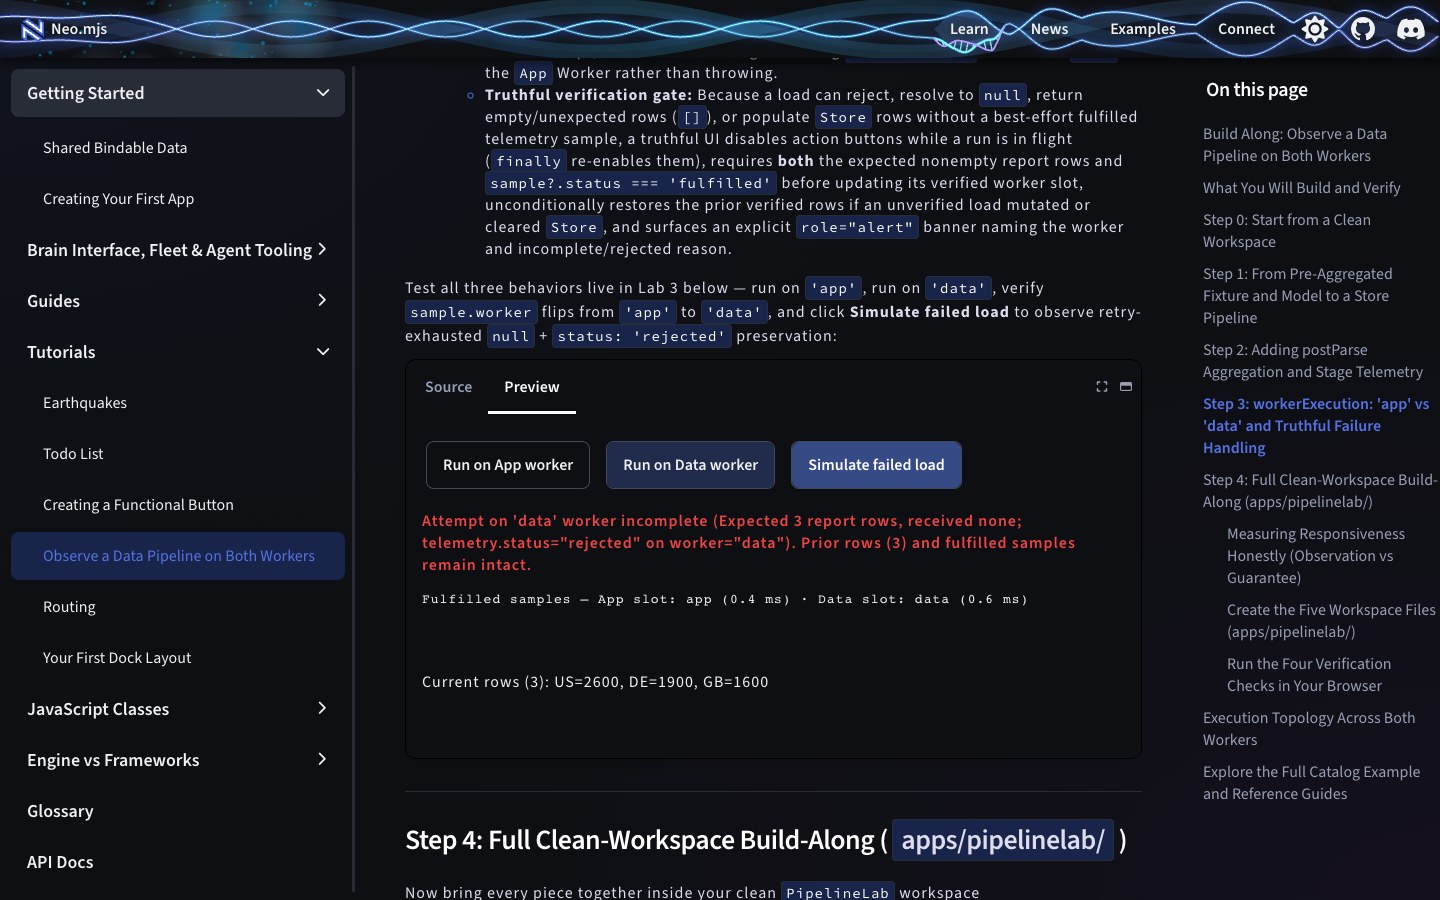 Neo.mjs
Learn
News
Examples
Connect
Getting Started
Shared Bindable Data
Creating Your First App
Brain Interface, Fleet & Agent Tooling
Guides
Tutorials
Earthquakes
Todo List
Creating a Functional Button
Observe a Data Pipeline on Both Workers
Routing
Your First Dock Layout
JavaScript Classes
Engine vs Frameworks
Glossary
API Docs
the App Worker rather than throwing.
Truthful verification gate: Because a load can reject, resolve to null, return
empty/unexpected rows ([]), or populate Store rows without a best-effort fulfilled
telemetry sample, a truthful UI disables action buttons while a run is in flight
(finally re-enables them), requires both the expected nonempty report rows and
sample?.status === 'fulfilled' before updating its verified worker slot,
unconditionally restores the prior verified rows if an unverified load mutated or
cleared Store, and surfaces an explicit role="alert" banner naming the worker
and incomplete/rejected reason.
Test all three behaviors live in Lab 3 below — run on 'app', run on 'data', verify
sample.worker flips from 'app' to 'data', and click Simulate failed load to observe retry-
exhausted null + status: 'rejected' preservation:
Source
Preview
Run on App worker
Run on Data worker
Simulate failed load
Attempt on 'data' worker incomplete (Expected 3 report rows, received none;
telemetry.status="rejected" on worker="data"). Prior rows (3) and fulfilled samples
remain intact.
Fulfilled samples — App slot: app (0.4 ms) · Data slot: data (0.6 ms)
Current rows (3): US=2600, DE=1900, GB=1600
Step 4: Full Clean-Workspace Build-Along ( apps/pipelinelab/ )
Now bring every piece together inside your clean PipelineLab workspace
On this page
Build Along: Observe a Data
Pipeline on Both Workers
What You Will Build and Verify
Step 0: Start from a Clean
Workspace
Step 1: From Pre-Aggregated
Fixture and Model to a Store
Pipeline
Step 2: Adding postParse
Aggregation and Stage Telemetry
Step 3: workerExecution: 'app' vs
'data' and Truthful Failure
Handling
Step 4: Full Clean-Workspace Build-
Along (apps/pipelinelab/)
Measuring Responsiveness
Honestly (Observation vs
Guarantee)
Create the Five Workspace Files
(apps/pipelinelab/)
Run the Four Verification
Checks in Your Browser
Execution Topology Across Both
Workers
Explore the Full Catalog Example
and Reference Guides